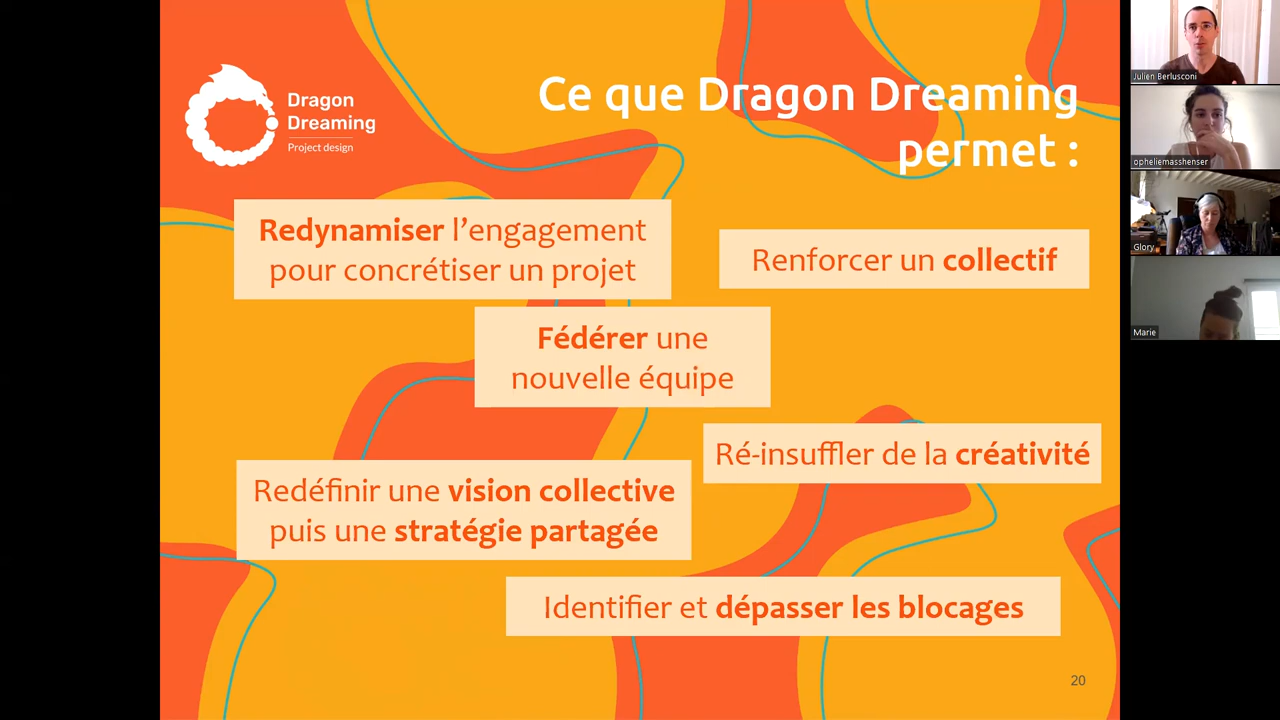 Dragon
Dreaming
Project design
Ce que Dragon Dreaming
permet :
Redynamiser l’engagement
pour concrétiser un projet
Renforcer un collectif
Fédérer une
nouvelle équipe
Ré-insuffler de la créativité
Redéfinir une vision collective
puis une stratégie partagée
Identifier et dépasser les blocages
20
Julien Berlusconi
opheliemasshenser
Glory
Marie